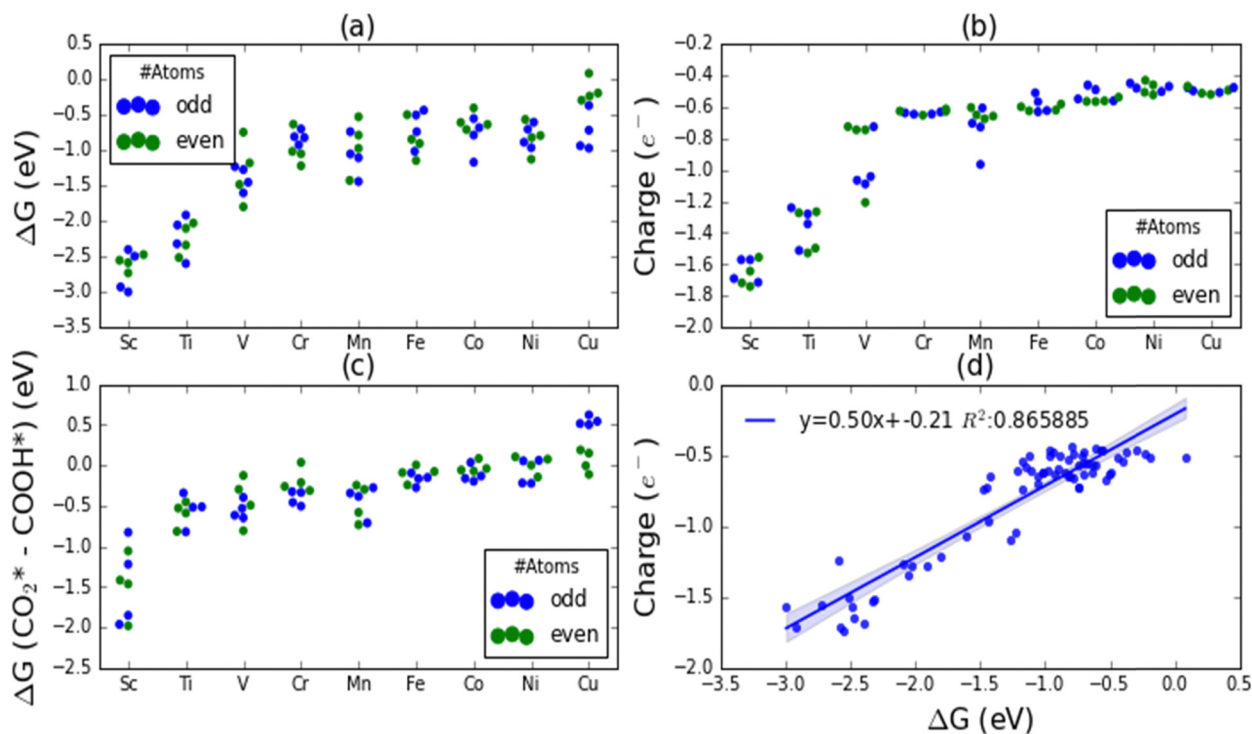 (a)
ΔG (eV)
0.5
0.0
−0.5
−1.0
−1.5
−2.0
−2.5
−3.0
−3.5
#Atoms
odd
even
Sc Ti V Cr Mn Fe Co Ni Cu
(b)
Charge (e⁻)
−0.2
−0.4
−0.6
−0.8
−1.0
−1.2
−1.4
−1.6
−1.8
−2.0
#Atoms
odd
even
Sc Ti V Cr Mn Fe Co Ni Cu
(c)
ΔG (CO₂* - COOH*) (eV)
1.0
0.5
0.0
−0.5
−1.0
−1.5
−2.0
−2.5
#Atoms
odd
even
Sc Ti V Cr Mn Fe Co Ni Cu
(d)
Charge (e⁻)
0.0
−0.5
−1.0
−1.5
−2.0
y=0.50x+-0.21 R²:0.865885
−3.5 −3.0 −2.5 −2.0 −1.5 −1.0 −0.5 0.0 0.5
ΔG (eV)